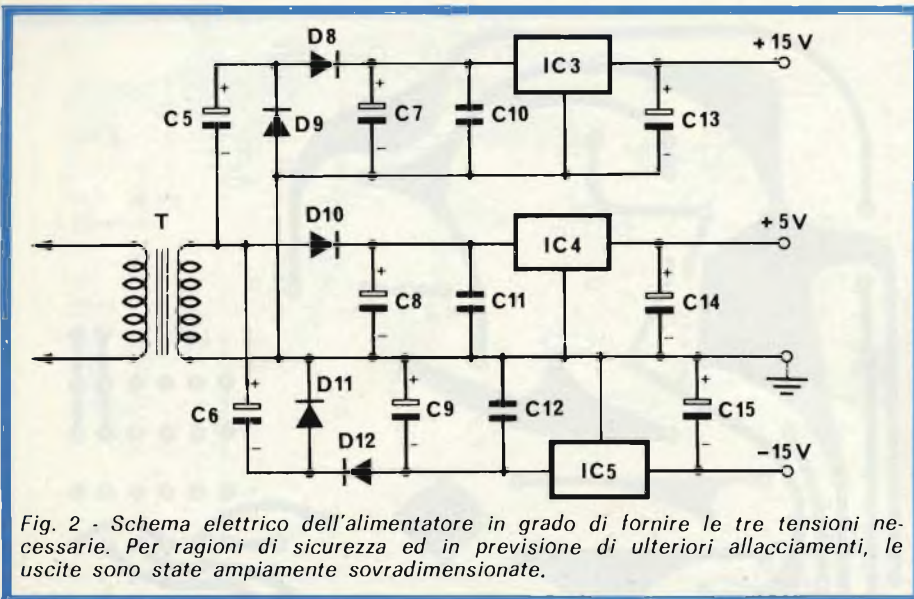 D8
+ 15 V
IC3
C5
+
−
D9
+
C7
−
C10
+
C13
−
T
D10
+ 5 V
IC4
+
C8
−
C11
+
C14
−
C6
+
−
D11
+
C9
−
C12
+
C15
−
D12
IC5
−15 V
Fig. 2 - Schema elettrico dell'alimentatore in grado di fornire le tre tensioni ne-
cessarie. Per ragioni di sicurezza ed in previsione di ulteriori allacciamenti, le
uscite sono state ampiamente sovradimensionate.